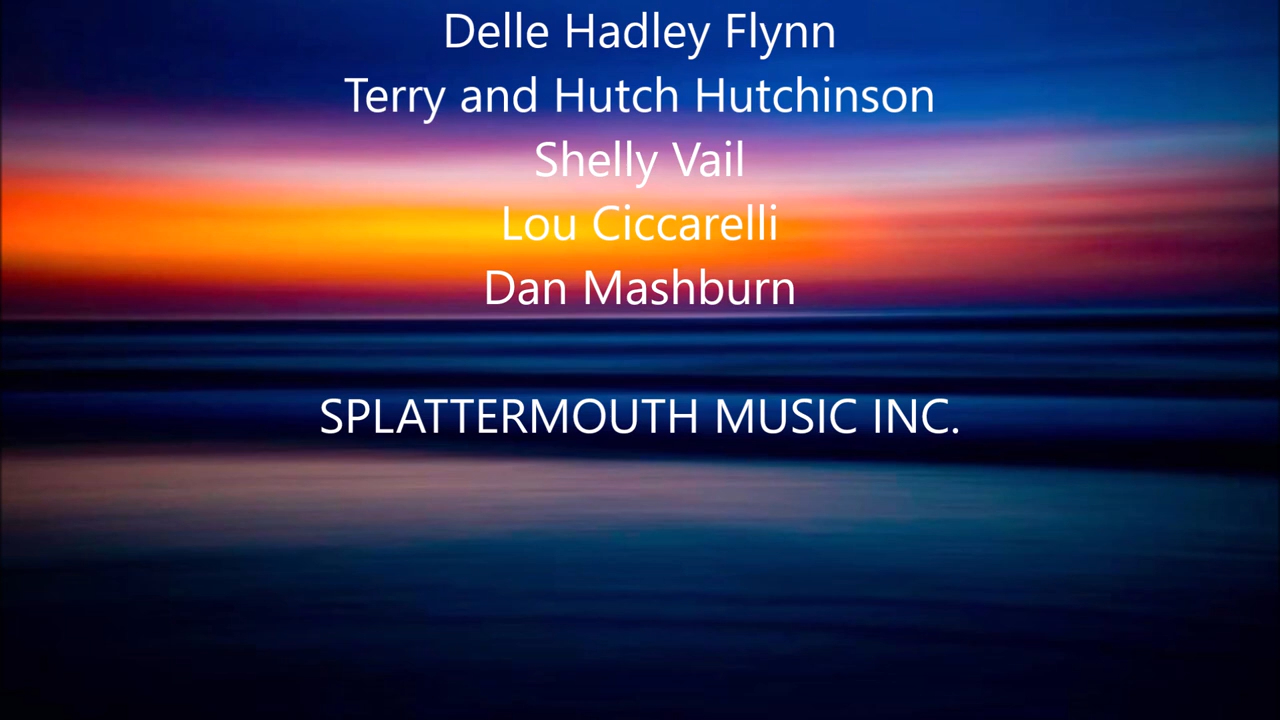 Delle Hadley Flynn
Terry and Hutch Hutchinson
Shelly Vail
Lou Ciccarelli
Dan Mashburn
SPLATTERMOUTH MUSIC INC.